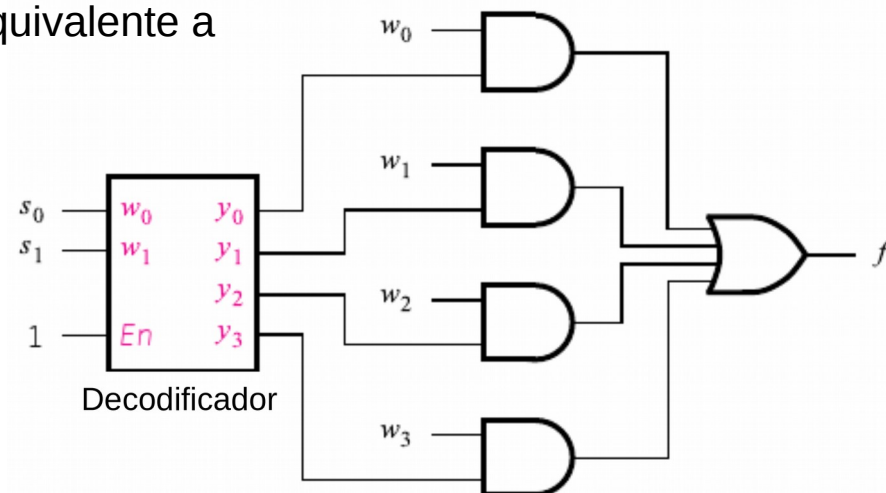 quivalente a
w0
w1
s0 w0 y0
s1 w1 y1
y2
w2
1 En y3
f
Decodificador
w3